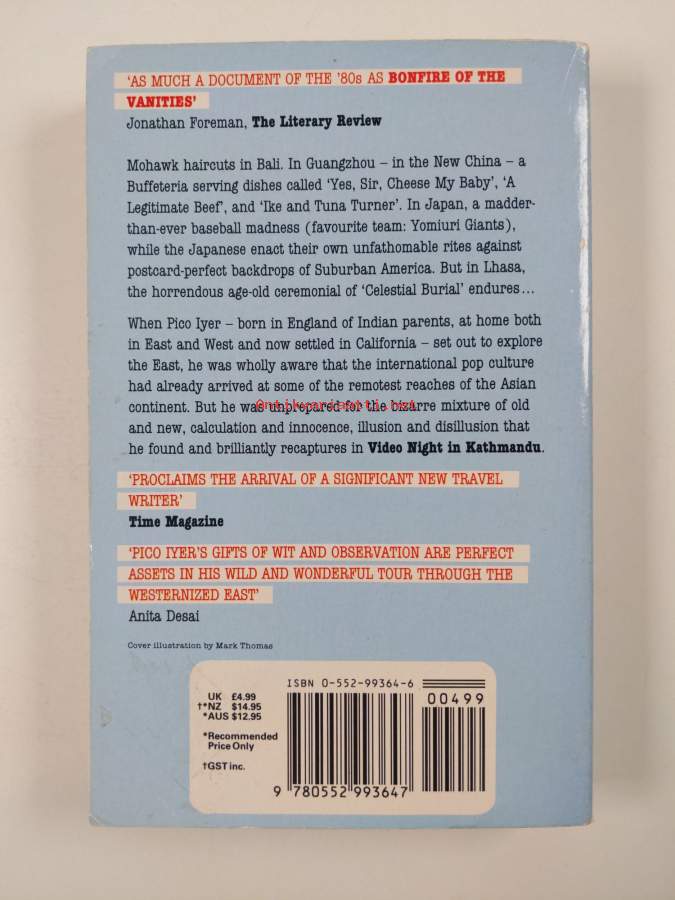 'AS MUCH A DOCUMENT OF THE '80s AS BONFIRE OF THE
VANITIES'
Jonathan Foreman, The Literary Review
Mohawk haircuts in Bali. In Guangzhou – in the New China – a
Buffeteria serving dishes called 'Yes, Sir, Cheese My Baby', 'A
Legitimate Beef', and 'Ike and Tuna Turner'. In Japan, a madder-
than-ever baseball madness (favourite team: Yomiuri Giants),
while the Japanese enact their own unfathomable rites against
postcard-perfect backdrops of Suburban America. But in Lhasa,
the horrendous age-old ceremonial of 'Celestial Burial' endures...
When Pico Iyer – born in England of Indian parents, at home both
in East and West and now settled in California – set out to explore
the East, he was wholly aware that the international pop culture
had already arrived at some of the remotest reaches of the Asian
continent. But he was unprepared for the bizarre mixture of old
and new, calculation and innocence, illusion and disillusion that
he found and brilliantly recaptures in Video Night in Kathmandu.
Antikvariaatti.net
'PROCLAIMS THE ARRIVAL OF A SIGNIFICANT NEW TRAVEL
WRITER'
Time Magazine
'PICO IYER'S GIFTS OF WIT AND OBSERVATION ARE PERFECT
ASSETS IN HIS WILD AND WONDERFUL TOUR THROUGH THE
WESTERNIZED EAST'
Anita Desai
Cover illustration by Mark Thomas
UK £4.99
†*NZ $14.95
*AUS $12.95
*Recommended
Price Only
†GST inc.
ISBN 0-552-99364-6
00499
9 780552 993647